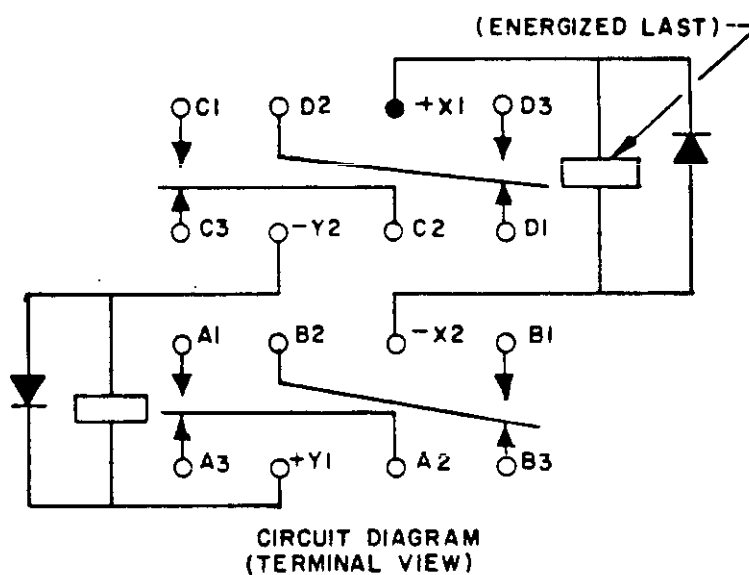 (ENERGIZED LAST)
C1 D2 +X1 D3
C3 -Y2 C2 D1
A1 B2 -X2 B1
A3 +Y1 A2 B3
CIRCUIT DIAGRAM
(TERMINAL VIEW)